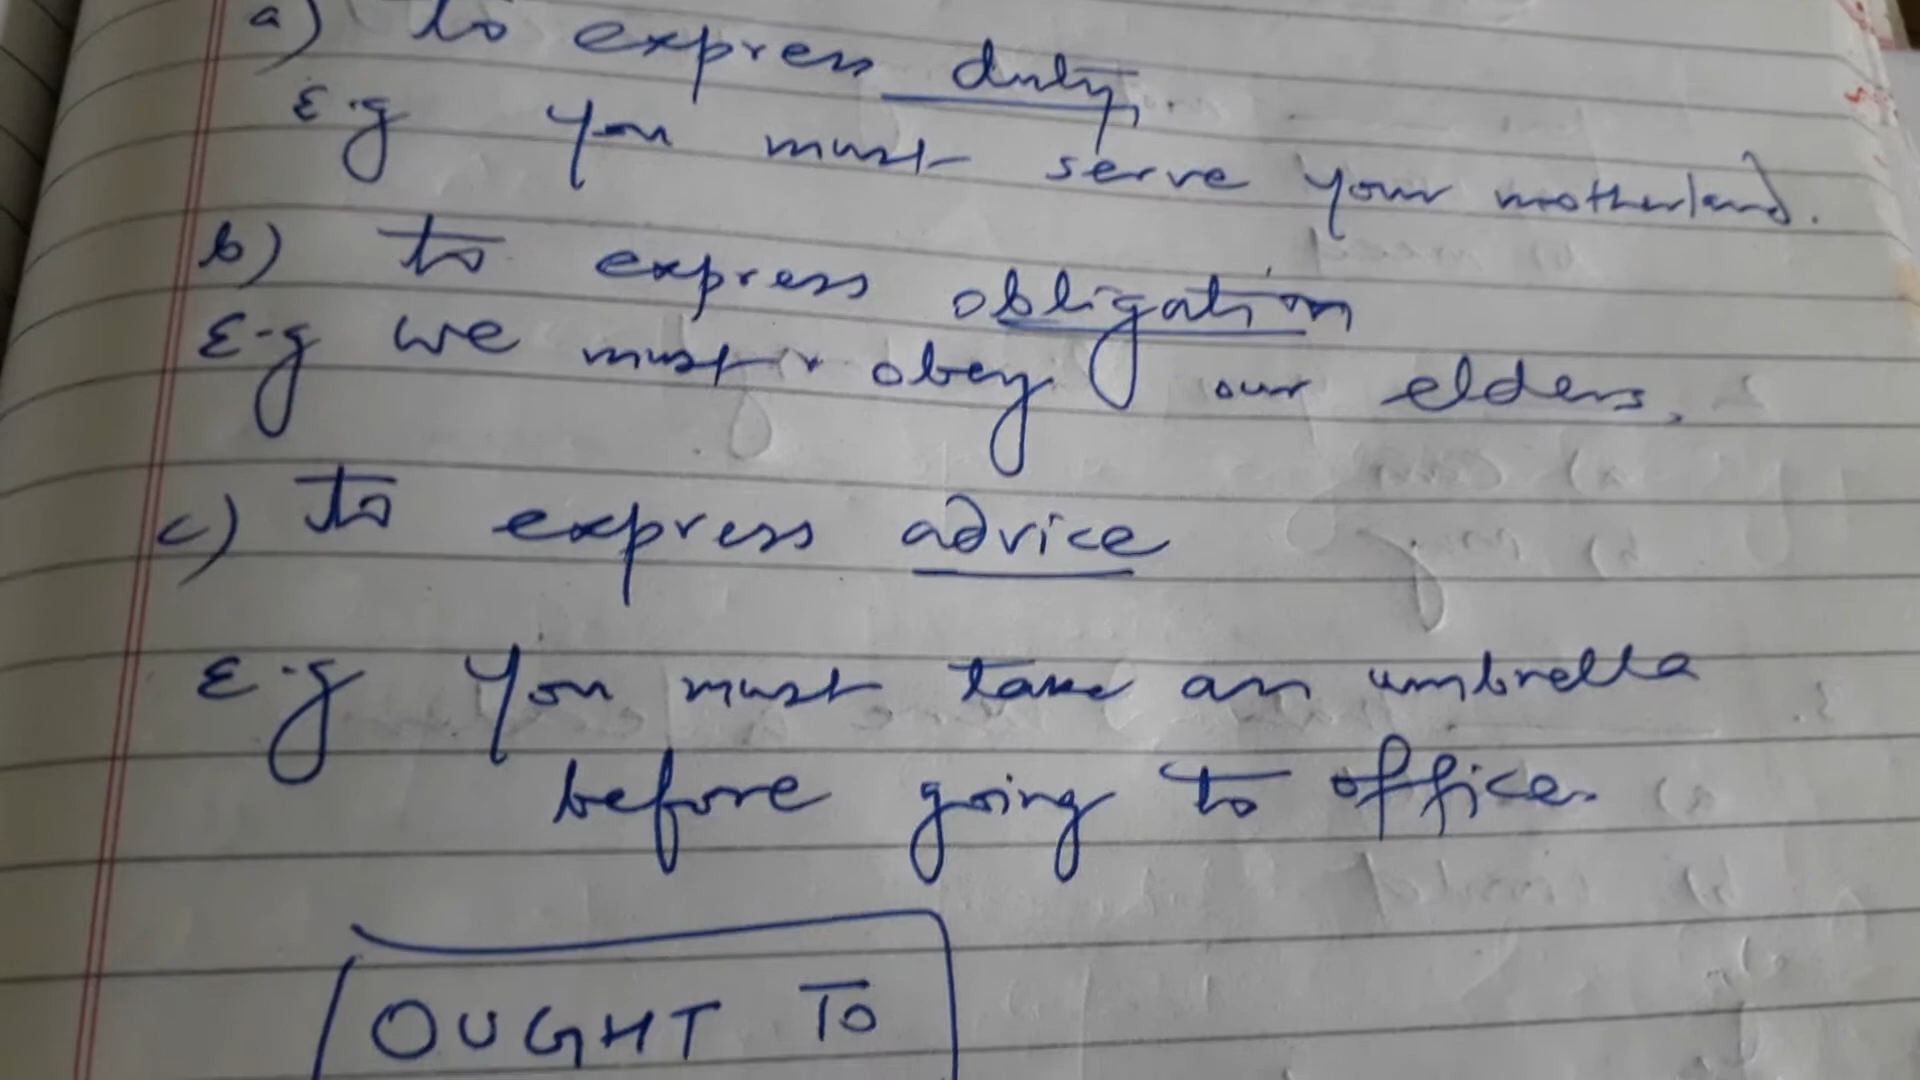 a) to express duty
E.g You must serve your motherland.
b) to express obligation
E.g we must obey our elders.
c) to express advice
E.g You must take an umbrella
before going to office.
OUGHT TO